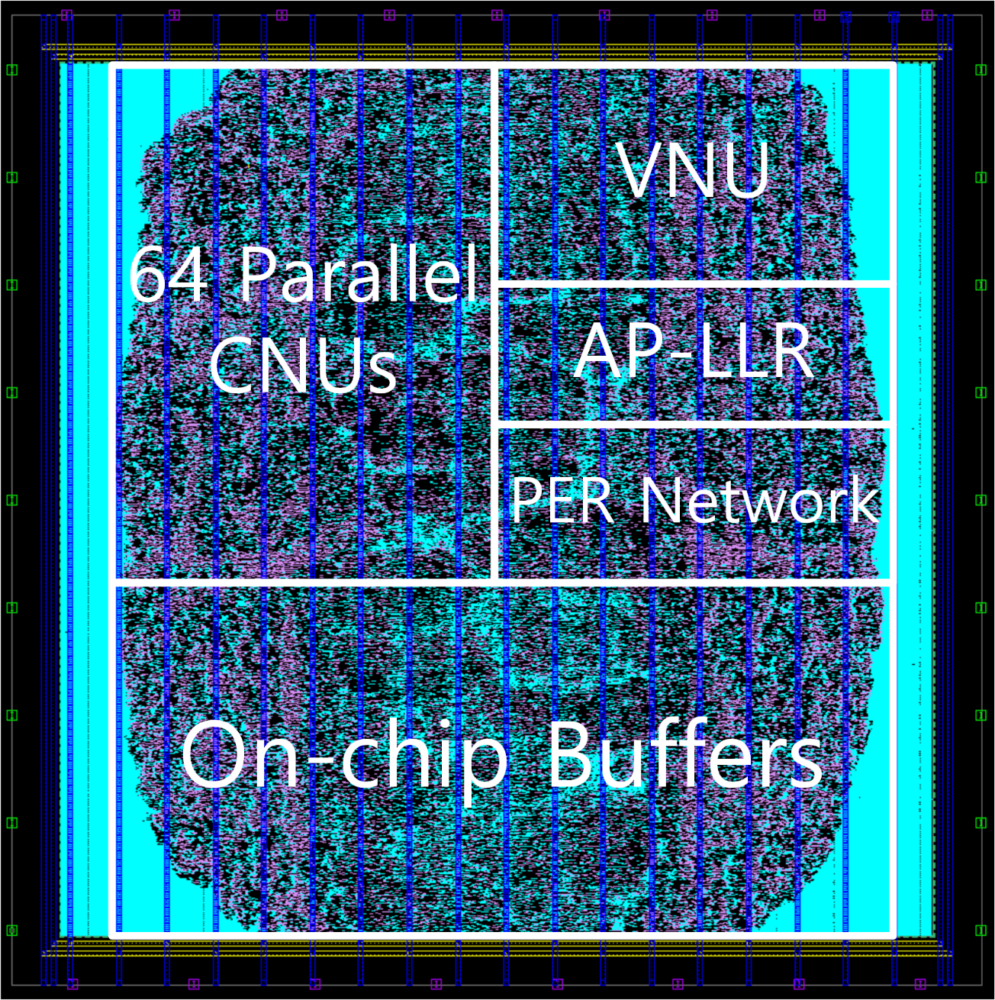 64 Parallel
CNUs
VNU
AP-LLR
PER Network
On-chip Buffers